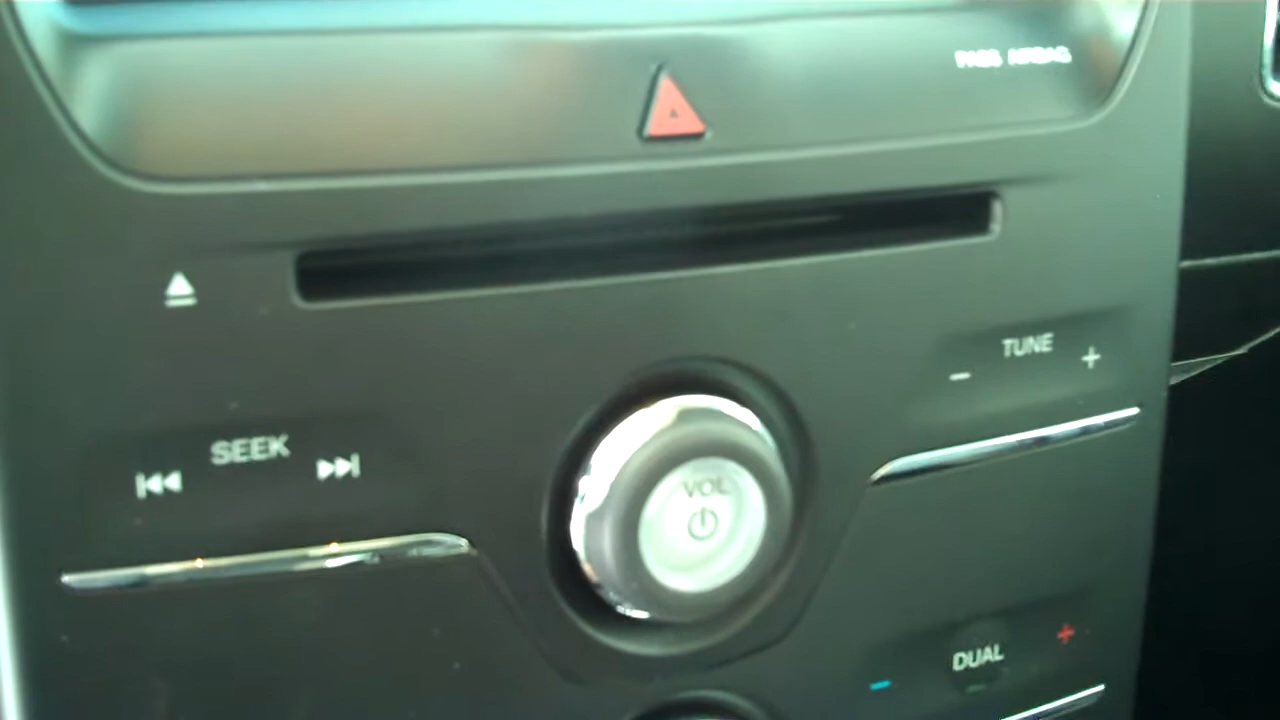 PASS AIRBAG
TUNE
- +
SEEK
VOL
DUAL
- +